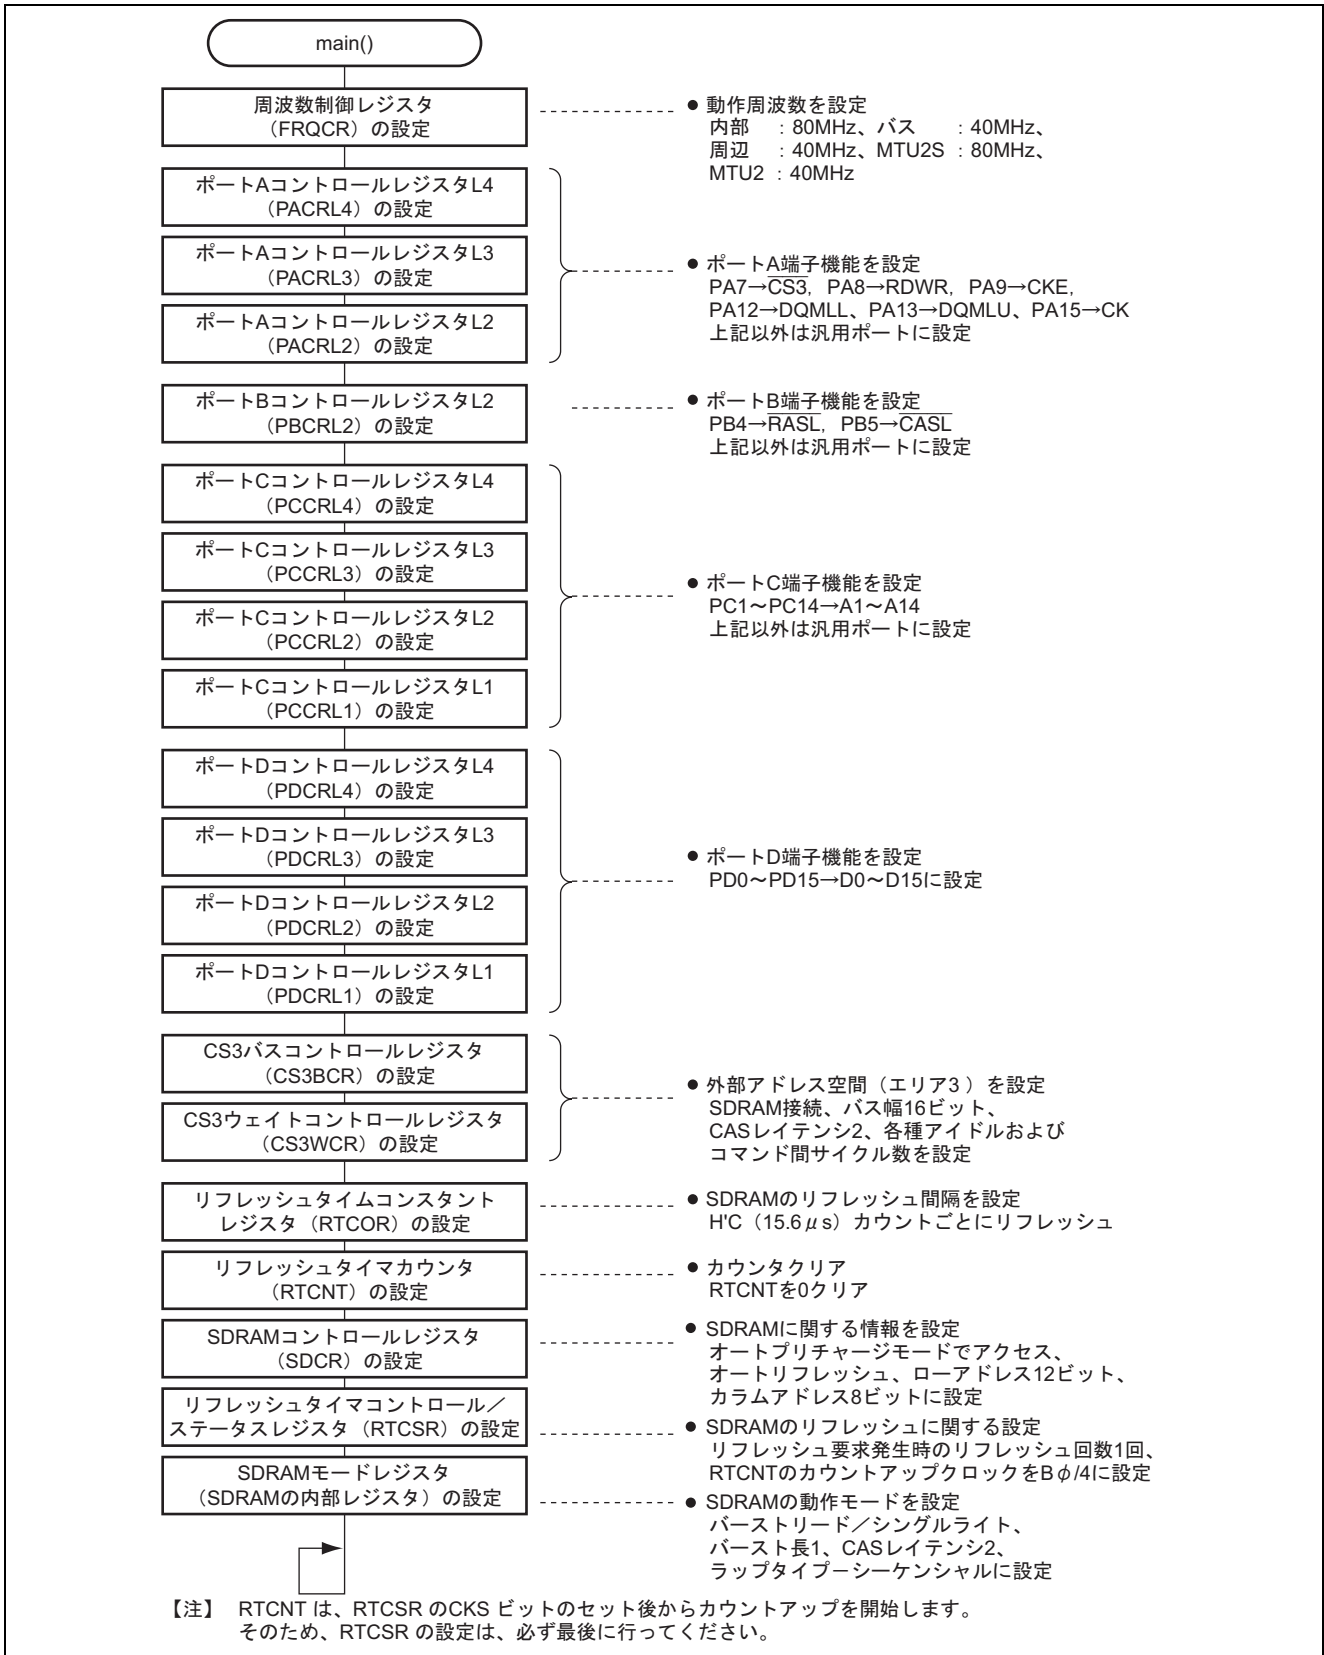 main()
周波数制御レジスタ
（FRQCR）の設定
● 動作周波数を設定
内部 ：80MHz、バス ：40MHz、
周辺 ：40MHz、MTU2S ：80MHz、
MTU2 ：40MHz
ポートAコントロールレジスタL4
（PACRL4）の設定
ポートAコントロールレジスタL3
（PACRL3）の設定
ポートAコントロールレジスタL2
（PACRL2）の設定
● ポートA端子機能を設定
PA7→CS3, PA8→RDWR, PA9→CKE,
PA12→DQMLL、PA13→DQMLU、PA15→CK
上記以外は汎用ポートに設定
ポートBコントロールレジスタL2
（PBCRL2）の設定
● ポートB端子機能を設定
PB4→RASL, PB5→CASL
上記以外は汎用ポートに設定
ポートCコントロールレジスタL4
（PCCRL4）の設定
ポートCコントロールレジスタL3
（PCCRL3）の設定
ポートCコントロールレジスタL2
（PCCRL2）の設定
ポートCコントロールレジスタL1
（PCCRL1）の設定
● ポートC端子機能を設定
PC1〜PC14→A1〜A14
上記以外は汎用ポートに設定
ポートDコントロールレジスタL4
（PDCRL4）の設定
ポートDコントロールレジスタL3
（PDCRL3）の設定
ポートDコントロールレジスタL2
（PDCRL2）の設定
ポートDコントロールレジスタL1
（PDCRL1）の設定
● ポートD端子機能を設定
PD0〜PD15→D0〜D15に設定
CS3バスコントロールレジスタ
（CS3BCR）の設定
CS3ウェイトコントロールレジスタ
（CS3WCR）の設定
● 外部アドレス空間（エリア3 ）を設定
SDRAM接続、バス幅16ビット、
CASレイテンシ2、各種アイドルおよび
コマンド間サイクル数を設定
リフレッシュタイムコンスタント
レジスタ（RTCOR）の設定
● SDRAMのリフレッシュ間隔を設定
H'C（15.6μs）カウントごとにリフレッシュ
リフレッシュタイマカウンタ
（RTCNT）の設定
● カウンタクリア
RTCNTを0クリア
SDRAMコントロールレジスタ
（SDCR）の設定
● SDRAMに関する情報を設定
オートプリチャージモードでアクセス、
オートリフレッシュ、ローアドレス12ビット、
カラムアドレス8ビットに設定
リフレッシュタイマコントロール／
ステータスレジスタ（RTCSR）の設定
● SDRAMのリフレッシュに関する設定
リフレッシュ要求発生時のリフレッシュ回数1回、
RTCNTのカウントアップクロックをBφ/4に設定
SDRAMモードレジスタ
（SDRAMの内部レジスタ）の設定
● SDRAMの動作モードを設定
バーストリード／シングルライト、
バースト長1、CASレイテンシ2、
ラップタイプ−シーケンシャルに設定
【注】 RTCNT は、RTCSR のCKS ビットのセット後からカウントアップを開始します。
そのため、RTCSR の設定は、必ず最後に行ってください。